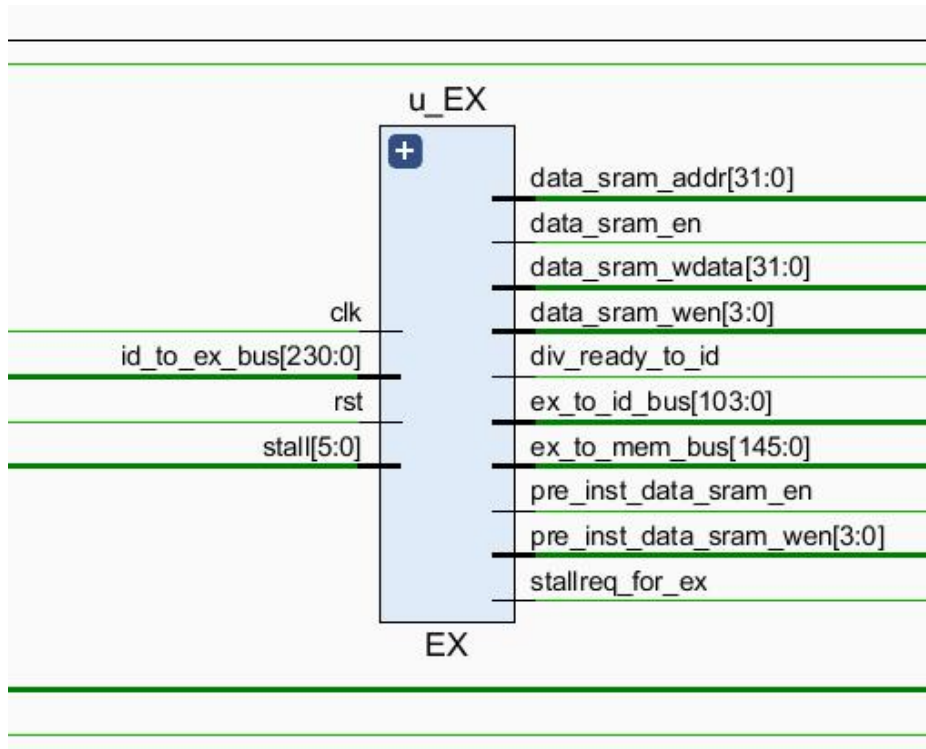 u_EX
data_sram_addr[31:0]
data_sram_en
data_sram_wdata[31:0]
clk
data_sram_wen[3:0]
id_to_ex_bus[230:0]
div_ready_to_id
rst
ex_to_id_bus[103:0]
stall[5:0]
ex_to_mem_bus[145:0]
pre_inst_data_sram_en
pre_inst_data_sram_wen[3:0]
stallreq_for_ex
EX